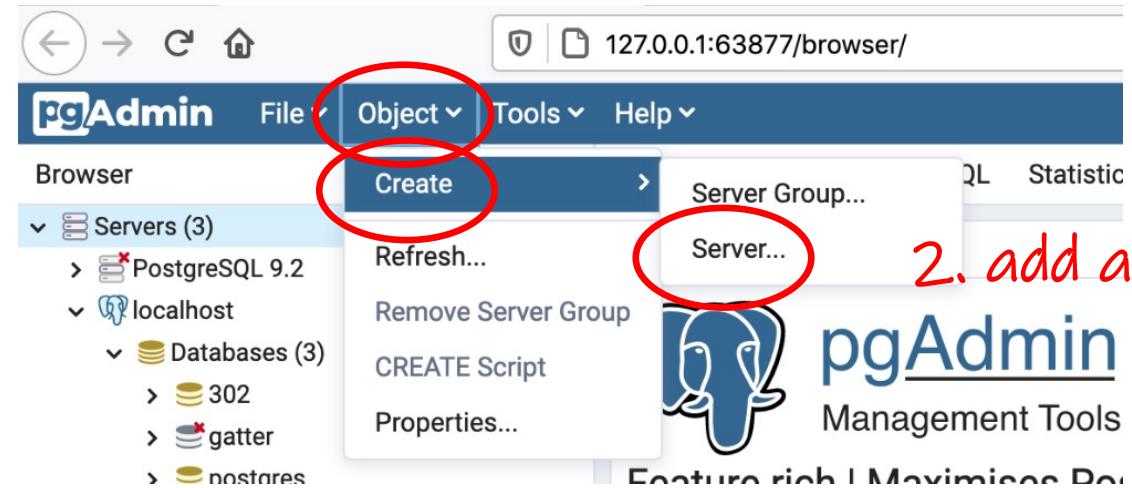 127.0.0.1:63877/browser/
pgAdmin File Object Tools Help
Browser
Servers (3)
PostgreSQL 9.2
localhost
Databases (3)
302
gatter
postgres
Create
Refresh...
Remove Server Group
CREATE Script
Properties...
Server Group...
Server...
QL Statistic
2. add a
pgAdmin
Management Tools
Feature rich | Maximises Pos